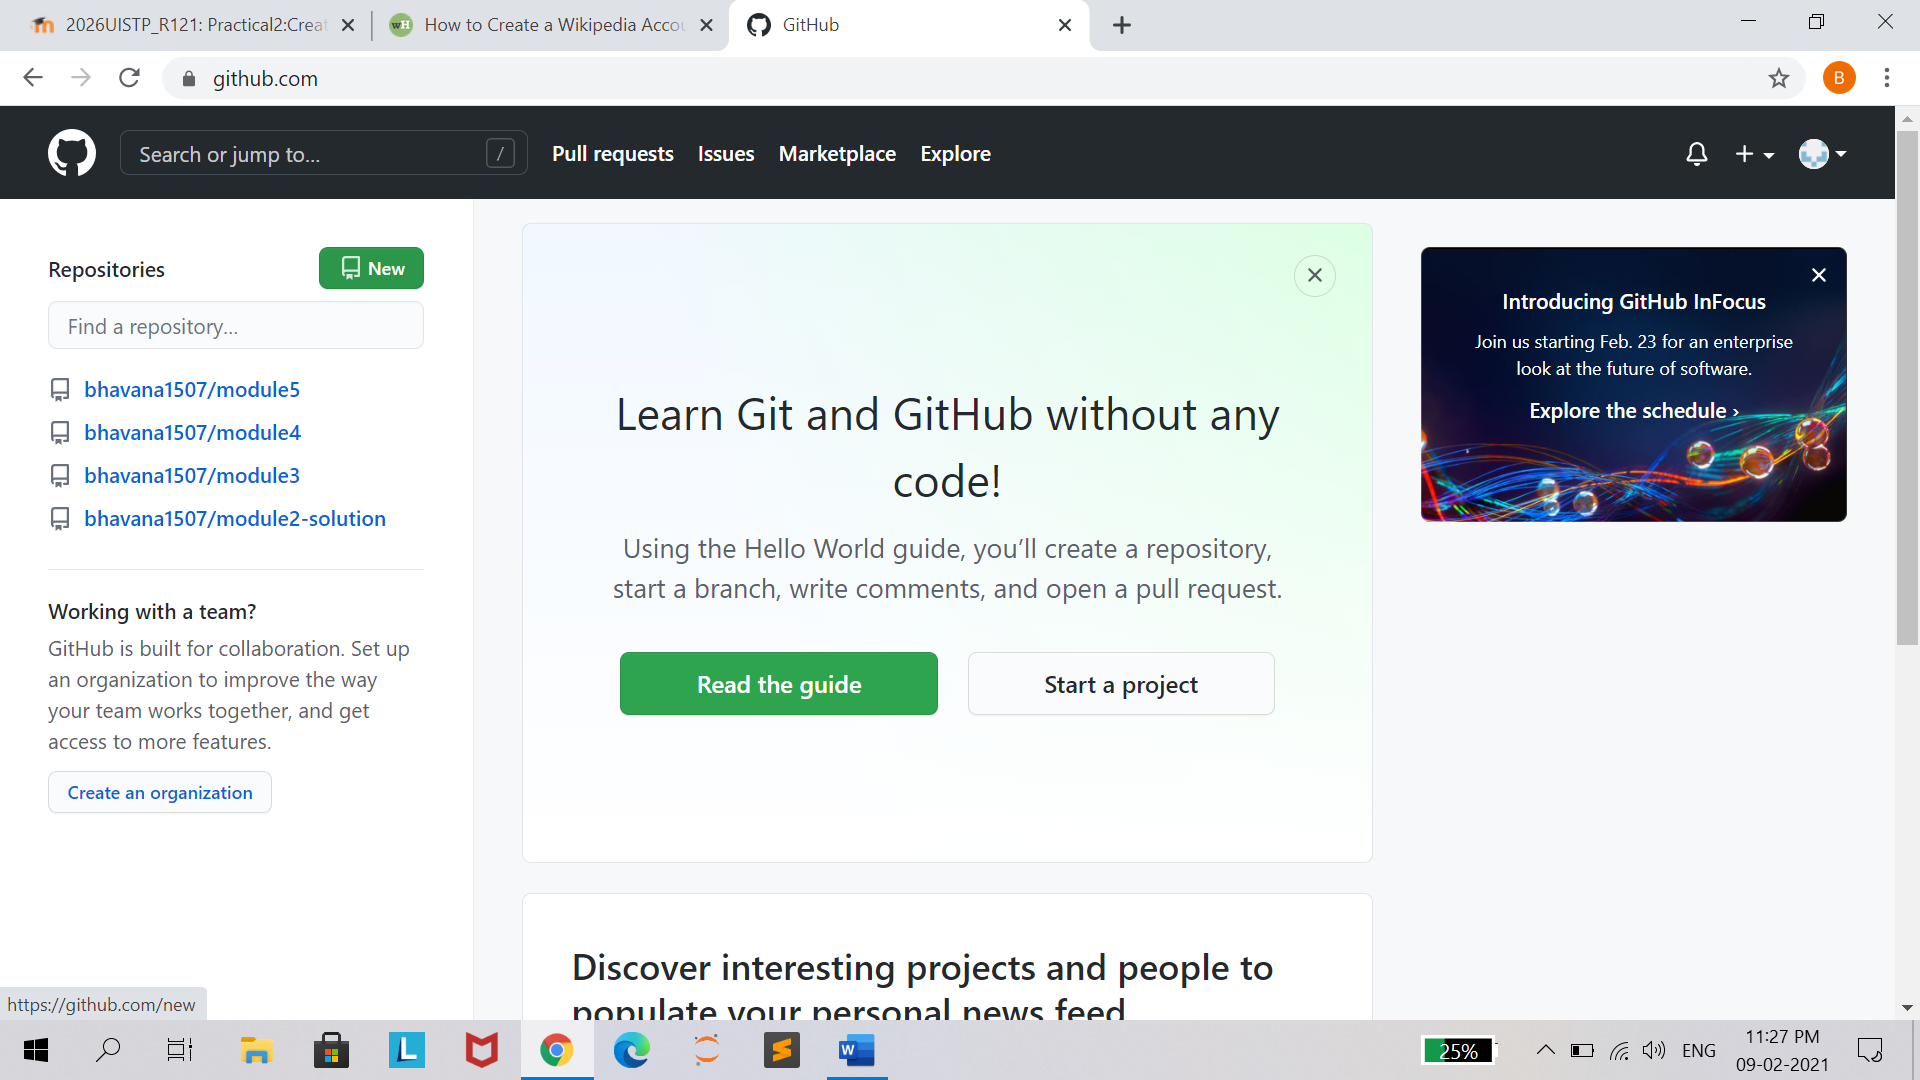 2026UISTP_R121: Practical2:Creat
How to Create a Wikipedia Accou
GitHub
github.com
B
Search or jump to...
/
Pull requests
Issues
Marketplace
Explore
Repositories
New
Find a repository...
bhavana1507/module5
bhavana1507/module4
bhavana1507/module3
bhavana1507/module2-solution
Working with a team?
GitHub is built for collaboration. Set up
an organization to improve the way
your team works together, and get
access to more features.
Create an organization
Learn Git and GitHub without any
code!
Using the Hello World guide, you’ll create a repository,
start a branch, write comments, and open a pull request.
Read the guide
Start a project
Discover interesting projects and people to
populate your personal news feed
Introducing GitHub InFocus
Join us starting Feb. 23 for an enterprise
look at the future of software.
Explore the schedule ›
https://github.com/new
25%
ENG
11:27 PM
09-02-2021